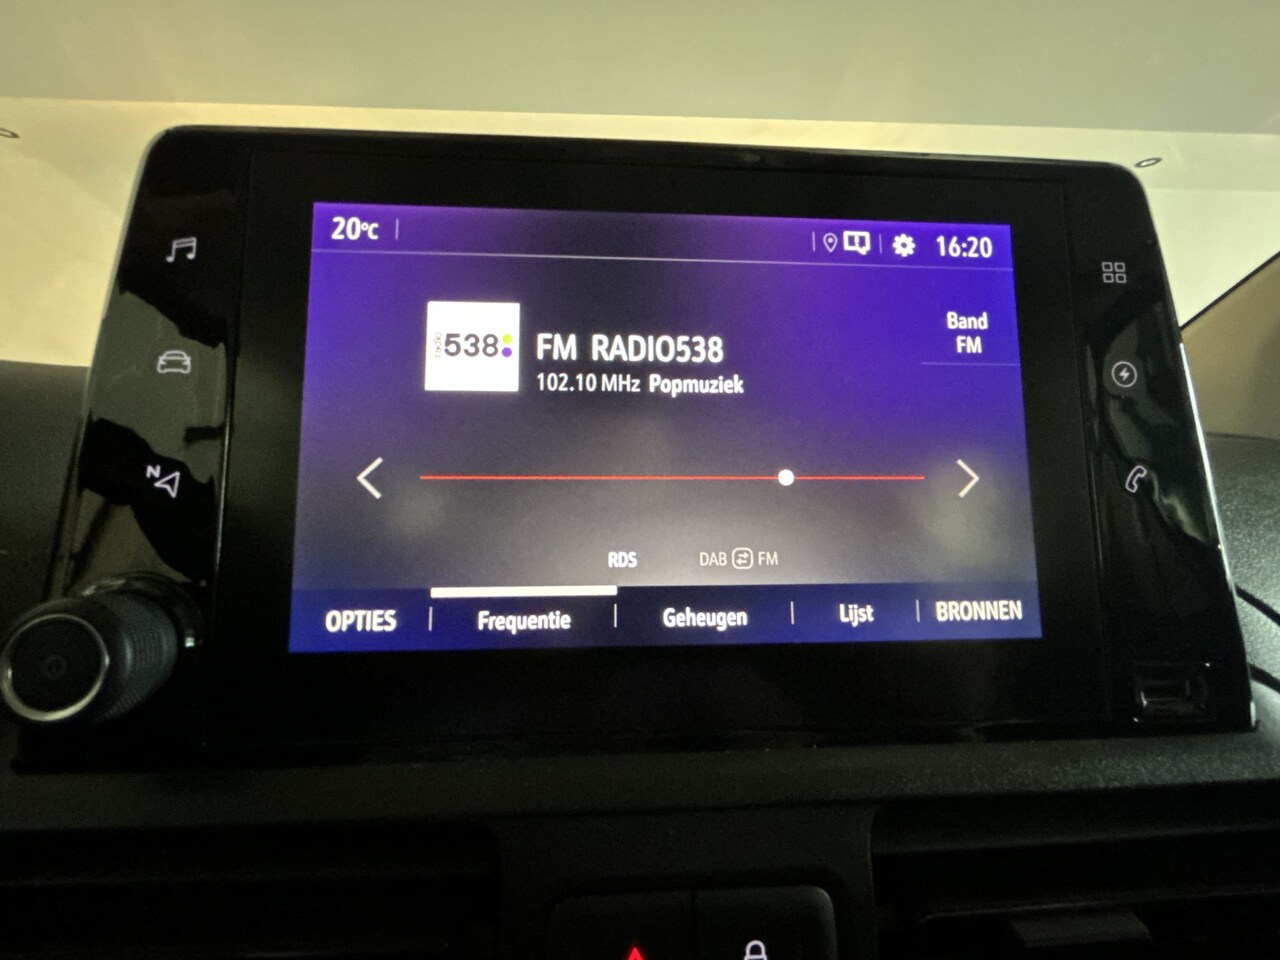 20°C
16:20
radio 538
FM RADIO538
102.10 MHz Popmuziek
Band
FM
N
RDS
DAB FM
OPTIES
Frequentie
Geheugen
Lijst
BRONNEN